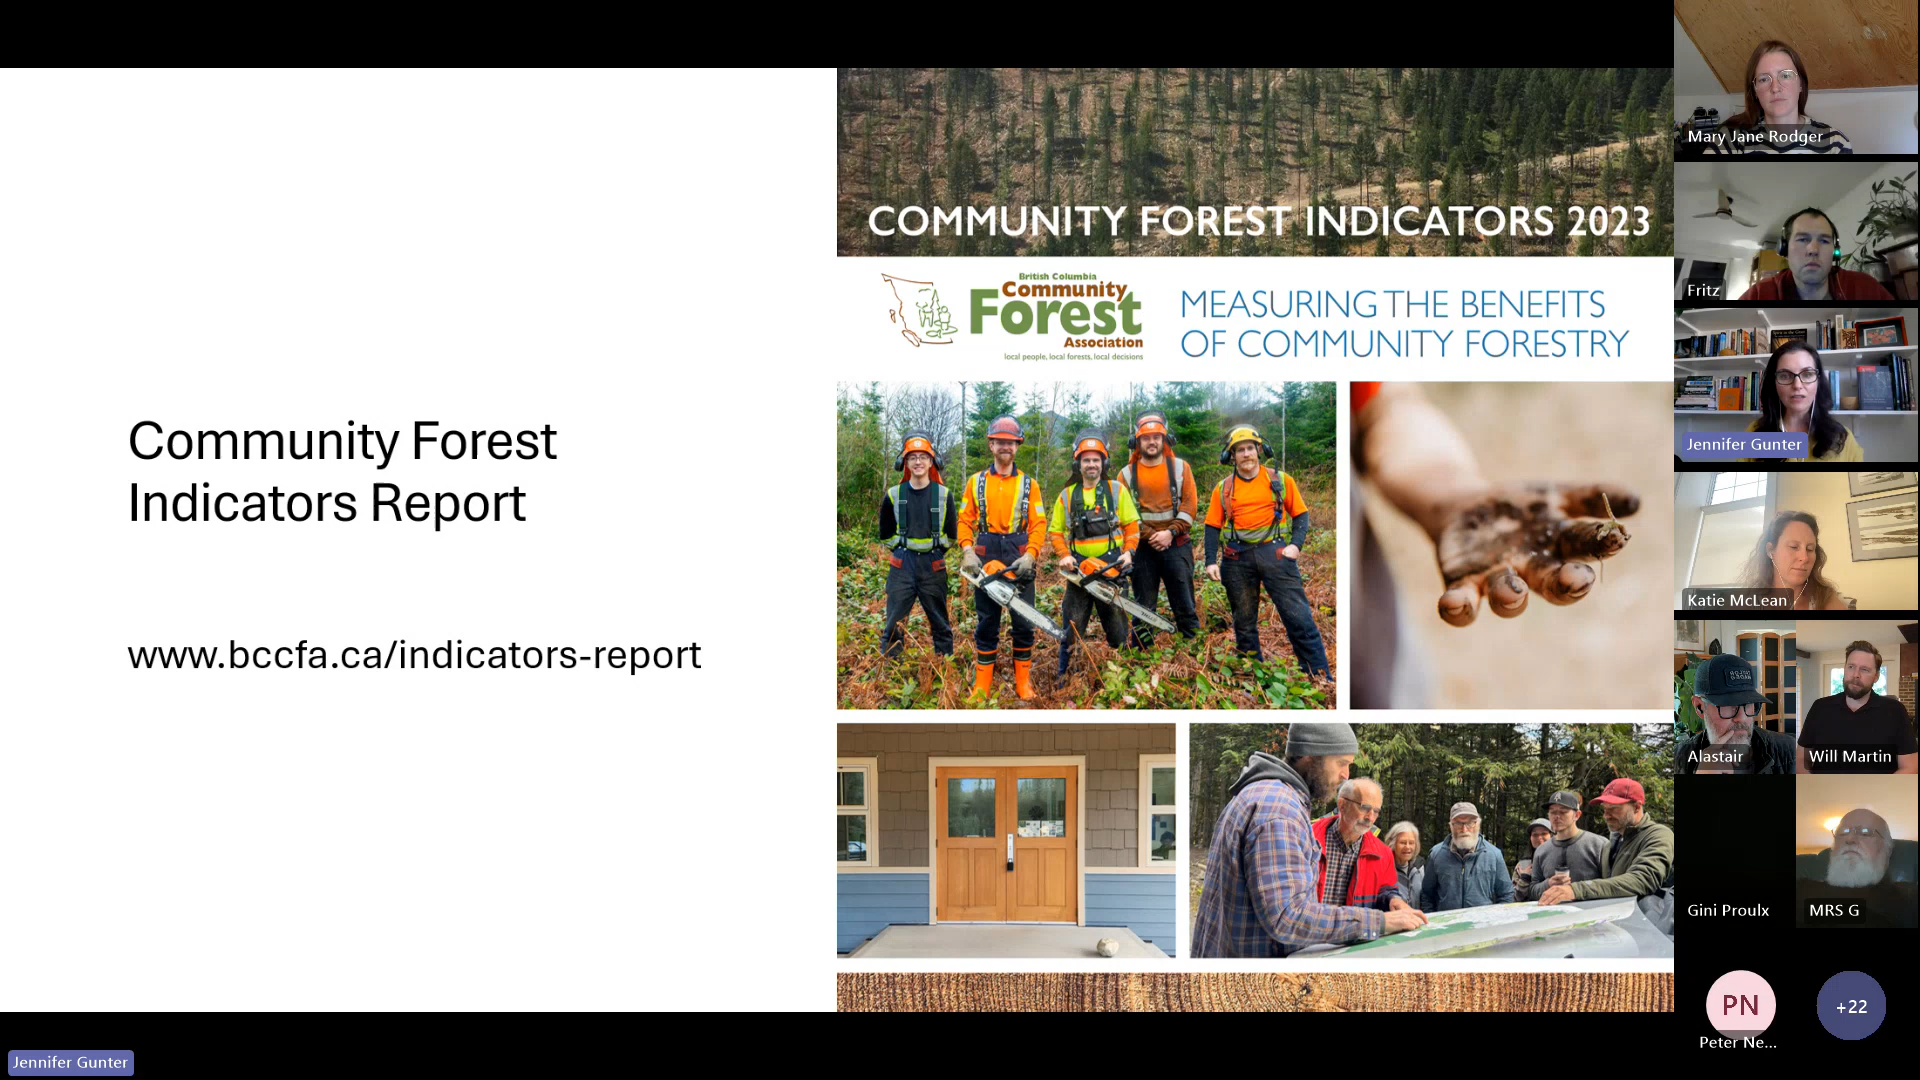 Community Forest
Indicators Report
www.bccfa.ca/indicators-report
COMMUNITY FOREST INDICATORS 2023
British Columbia
Community
Forest
Association
local people, local forests, local decisions
MEASURING THE BENEFITS
OF COMMUNITY FORESTRY
Mary Jane Rodger
Fritz
Jennifer Gunter
Katie McLean
Alastair
Will Martin
Gini Proulx
MRS G
PN
Peter Ne...
+22
Jennifer Gunter